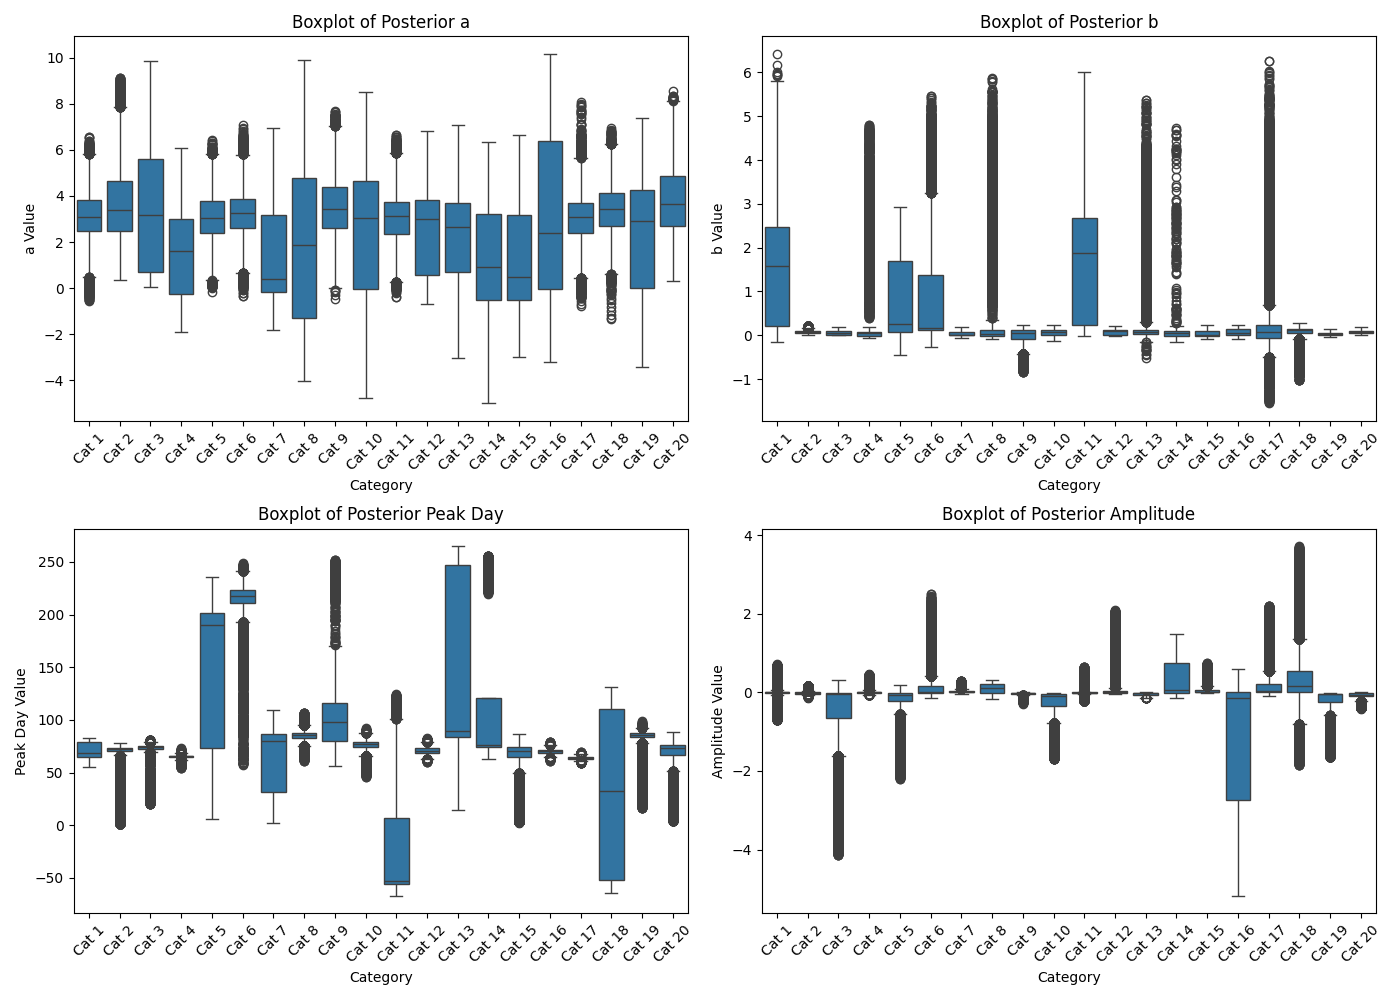 Boxplot of Posterior a
a Value
10
8
6
4
2
0
−2
−4
Cat 1 Cat 2 Cat 3 Cat 4 Cat 5 Cat 6 Cat 7 Cat 8 Cat 9 Cat 10 Cat 11 Cat 12 Cat 13 Cat 14 Cat 15 Cat 16 Cat 17 Cat 18 Cat 19 Cat 20
Category
Boxplot of Posterior b
b Value
6
5
4
3
2
1
0
−1
Cat 1 Cat 2 Cat 3 Cat 4 Cat 5 Cat 6 Cat 7 Cat 8 Cat 9 Cat 10 Cat 11 Cat 12 Cat 13 Cat 14 Cat 15 Cat 16 Cat 17 Cat 18 Cat 19 Cat 20
Category
Boxplot of Posterior Peak Day
Peak Day Value
250
200
150
100
50
0
−50
Cat 1 Cat 2 Cat 3 Cat 4 Cat 5 Cat 6 Cat 7 Cat 8 Cat 9 Cat 10 Cat 11 Cat 12 Cat 13 Cat 14 Cat 15 Cat 16 Cat 17 Cat 18 Cat 19 Cat 20
Category
Boxplot of Posterior Amplitude
Amplitude Value
4
2
0
−2
−4
Cat 1 Cat 2 Cat 3 Cat 4 Cat 5 Cat 6 Cat 7 Cat 8 Cat 9 Cat 10 Cat 11 Cat 12 Cat 13 Cat 14 Cat 15 Cat 16 Cat 17 Cat 18 Cat 19 Cat 20
Category